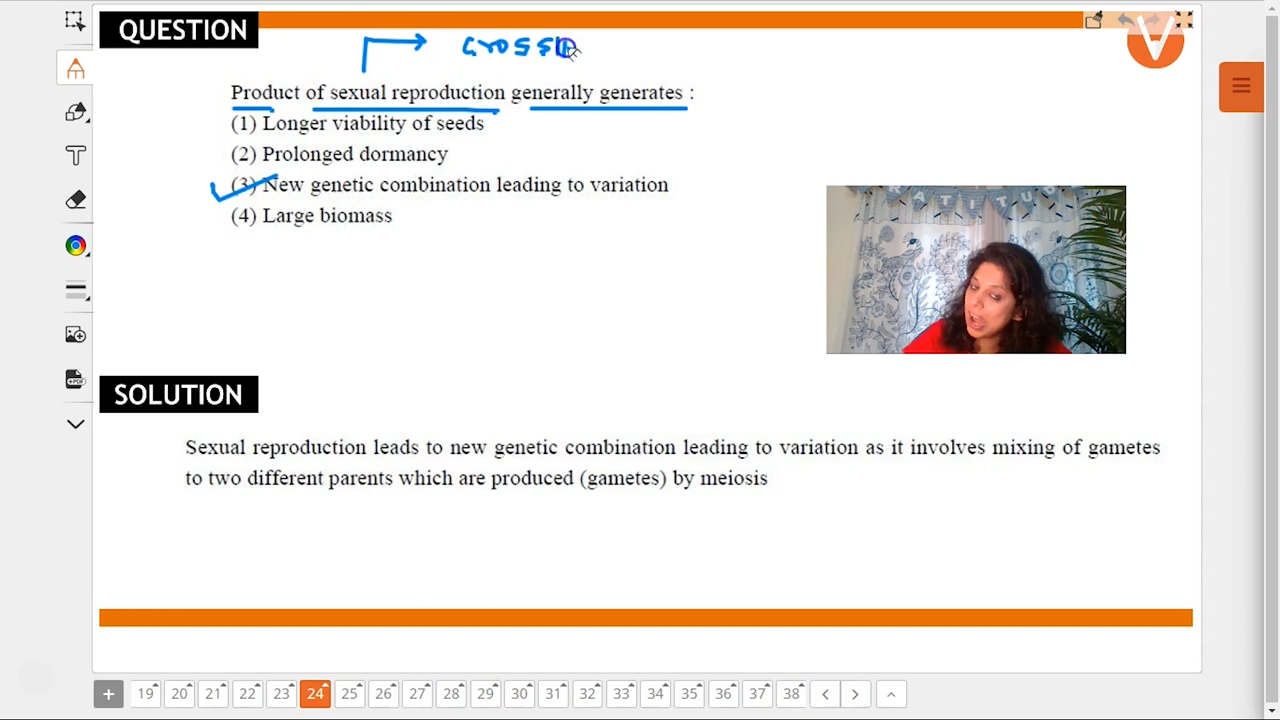 QUESTION
Product of sexual reproduction generally generates :
(1) Longer viability of seeds
(2) Prolonged dormancy
(3) New genetic combination leading to variation
(4) Large biomass
SOLUTION
Sexual reproduction leads to new genetic combination leading to variation as it involves mixing of gametes
to two different parents which are produced (gametes) by meiosis
19 20 21 22 23 24 25 26 27 28 29 30 31 32 33 34 35 36 37 38